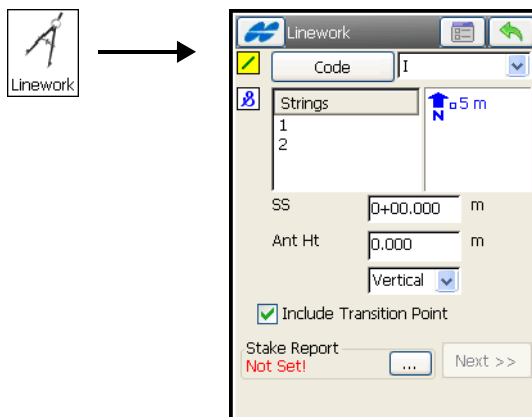 Linework
Linework
Code
I
Strings
1
2
5 m
N
SS
0+00.000
m
Ant Ht
0.000
m
Vertical
Include Transition Point
Stake Report
Not Set!
...
Next >>